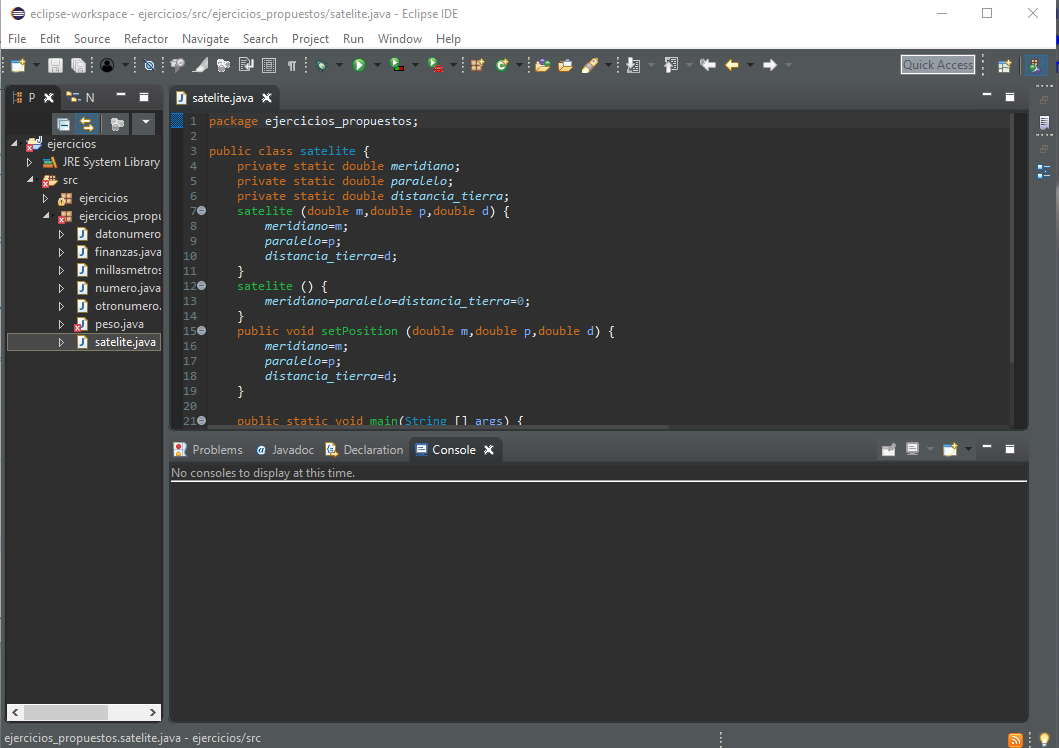 eclipse-workspace - ejercicios/src/ejercicios_propuestos/satelite.java - Eclipse IDE
File Edit Source Refactor Navigate Search Project Run Window Help
Quick Access
P N
ejercicios
JRE System Library
src
ejercicios
ejercicios_propu
datonumero
finanzas.java
millasmetros
numero.java
otronumero.
peso.java
satelite.java
satelite.java
1 package ejercicios_propuestos;
2
3 public class satelite {
4 private static double meridiano;
5 private static double paralelo;
6 private static double distancia_tierra;
7 satelite (double m,double p,double d) {
8 meridiano=m;
9 paralelo=p;
10 distancia_tierra=d;
11 }
12 satelite () {
13 meridiano=paralelo=distancia_tierra=0;
14 }
15 public void setPosition (double m,double p,double d) {
16 meridiano=m;
17 paralelo=p;
18 distancia_tierra=d;
19 }
20
21 public static void main(String [] args) {
Problems Javadoc Declaration Console
No consoles to display at this time.
ejercicios_propuestos.satelite.java - ejercicios/src